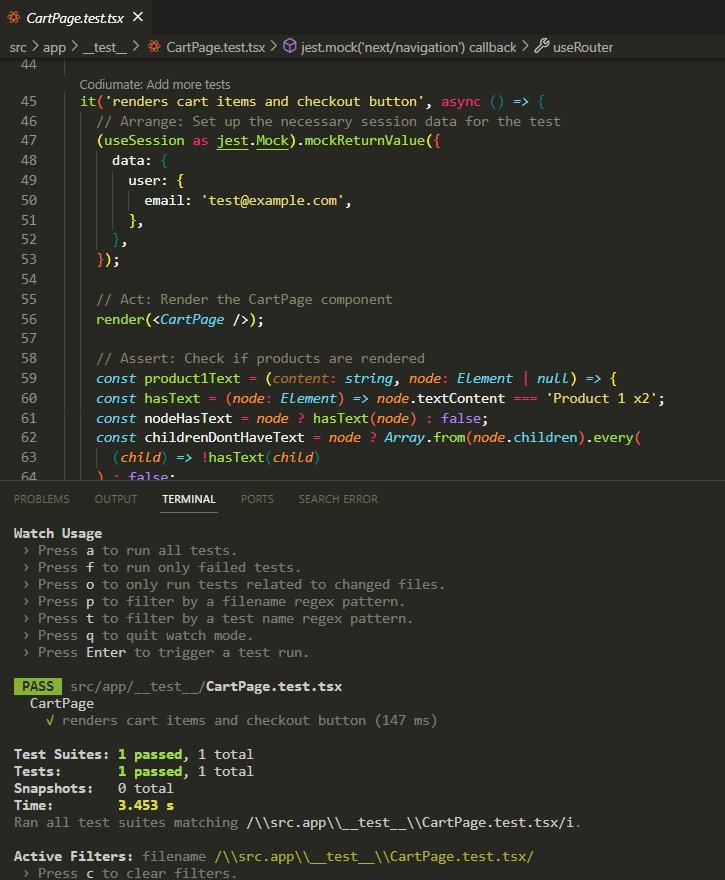 CartPage.test.tsx ×
src > app > __test__ > CartPage.test.tsx > jest.mock('next/navigation') callback > useRouter
44
Codiumate: Add more tests
45 it('renders cart items and checkout button', async () => {
46 // Arrange: Set up the necessary session data for the test
47 (useSession as jest.Mock).mockReturnValue({
48 data: {
49 user: {
50 email: 'test@example.com',
51 },
52 },
53 });
54
55 // Act: Render the CartPage component
56 render(<CartPage />);
57
58 // Assert: Check if products are rendered
59 const product1Text = (content: string, node: Element | null) => {
60 const hasText = (node: Element) => node.textContent === 'Product 1 x2';
61 const nodeHasText = node ? hasText(node) : false;
62 const childrenDontHaveText = node ? Array.from(node.children).every(
63 (child) => !hasText(child)
64 ) : false;
PROBLEMS OUTPUT TERMINAL PORTS SEARCH ERROR
Watch Usage
› Press a to run all tests.
› Press f to run only failed tests.
› Press o to only run tests related to changed files.
› Press p to filter by a filename regex pattern.
› Press t to filter by a test name regex pattern.
› Press q to quit watch mode.
› Press Enter to trigger a test run.
PASS src/app/__test__/CartPage.test.tsx
CartPage
√ renders cart items and checkout button (147 ms)
Test Suites: 1 passed, 1 total
Tests: 1 passed, 1 total
Snapshots: 0 total
Time: 3.453 s
Ran all test suites matching /\\src.app\\__test__\\CartPage.test.tsx/i.
Active Filters: filename /\\src.app\\__test__\\CartPage.test.tsx/
› Press c to clear filters.